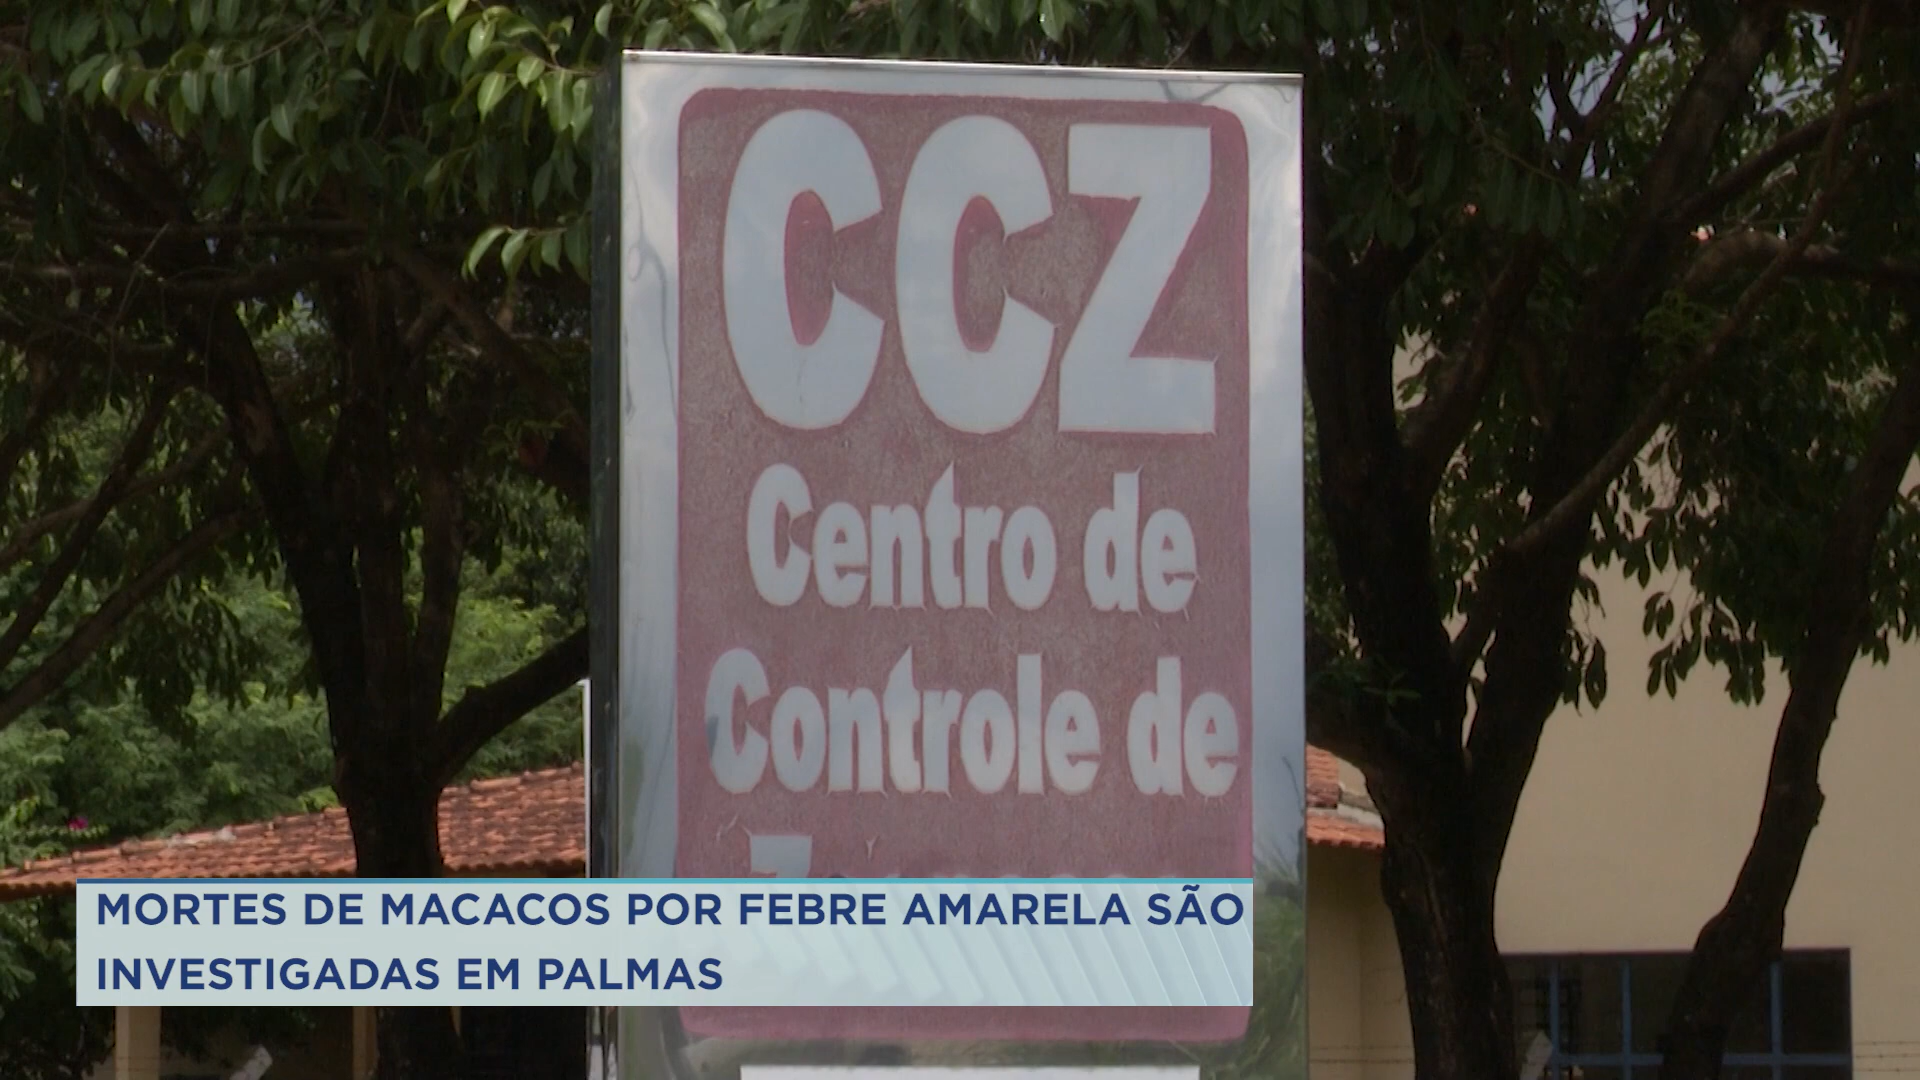 CCZ
Centro de
Controle de
MORTES DE MACACOS POR FEBRE AMARELA SÃO
INVESTIGADAS EM PALMAS